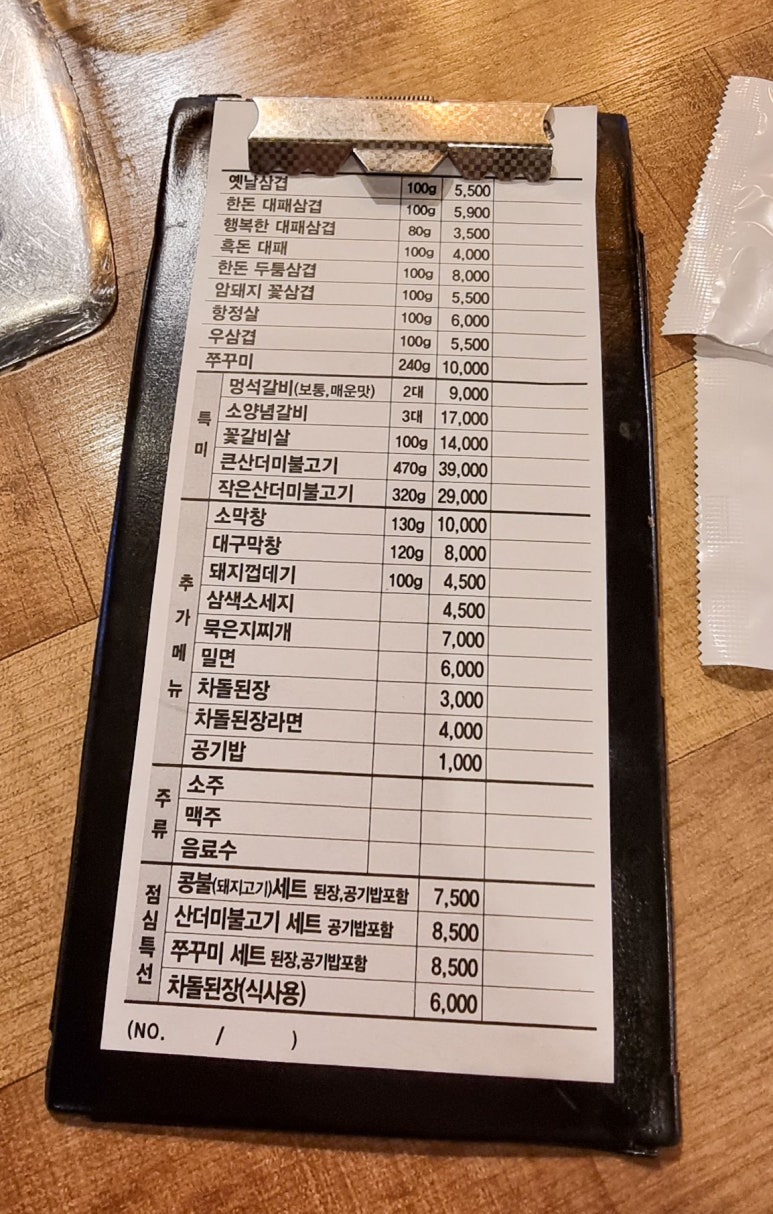 옛날삼겹 100g 5,500
한돈 대패삼겹 100g 5,900
행복한 대패삼겹 80g 3,500
흑돈 대패 100g 4,000
한돈 두툼삼겹 100g 8,000
암돼지 꽃삼겹 100g 5,500
항정살 100g 6,000
우삼겹 100g 5,500
쭈꾸미 240g 10,000
특미
멍석갈비(보통,매운맛) 2대 9,000
소양념갈비 3대 17,000
꽃갈비살 100g 14,000
큰산더미불고기 470g 39,000
작은산더미불고기 320g 29,000
추가메뉴
소막창 130g 10,000
대구막창 120g 8,000
돼지껍데기 100g 4,500
삼색소세지 4,500
묵은지찌개 7,000
밀면 6,000
차돌된장 3,000
차돌된장라면 4,000
공기밥 1,000
주류
소주
맥주
음료수
점심특선
콩불(돼지고기)세트 된장,공기밥포함 7,500
산더미불고기 세트 공기밥포함 8,500
쭈꾸미 세트 된장,공기밥포함 8,500
차돌된장(식사용) 6,000
(NO. / )